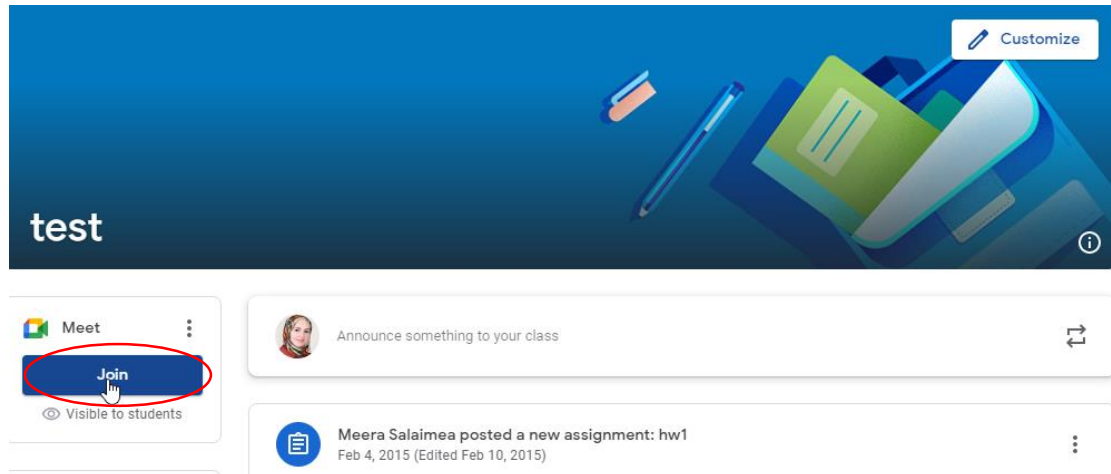 Customize
test
Meet
Join
Visible to students
Announce something to your class
Meera Salaimea posted a new assignment: hw1
Feb 4, 2015 (Edited Feb 10, 2015)